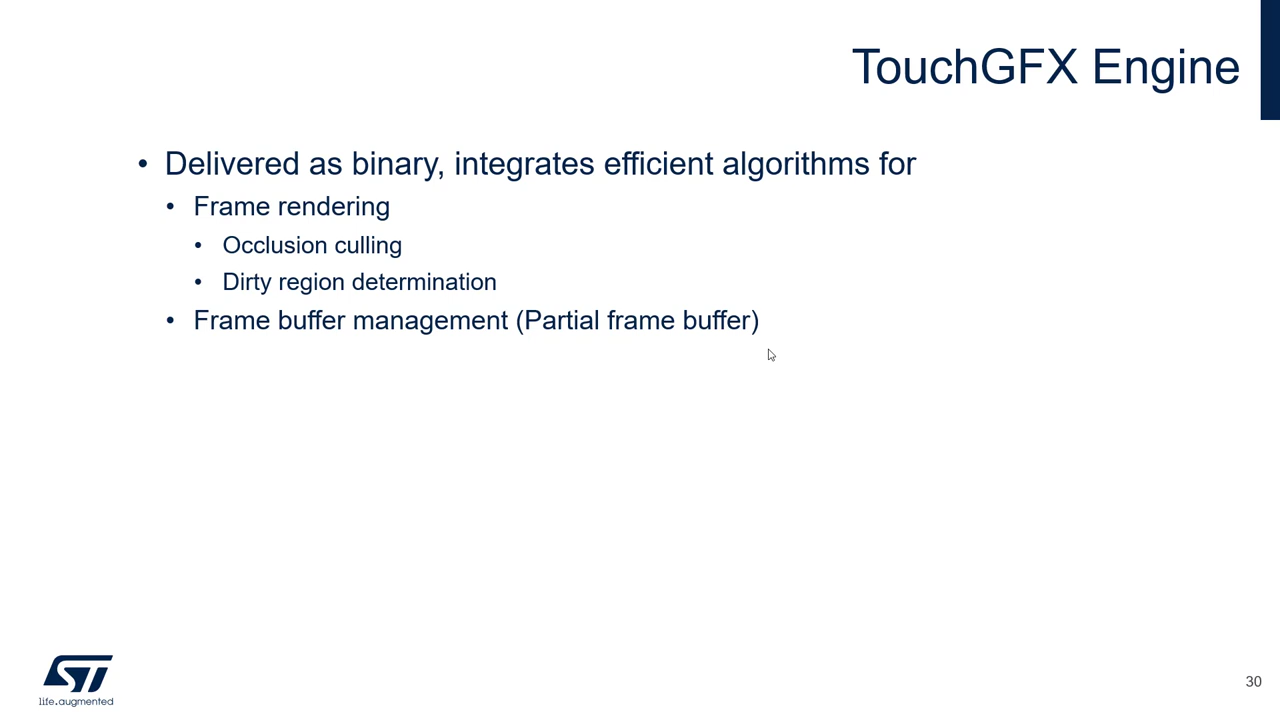 TouchGFX Engine
• Delivered as binary, integrates efficient algorithms for
• Frame rendering
• Occlusion culling
• Dirty region determination
• Frame buffer management (Partial frame buffer)
ST
life.augmented
30